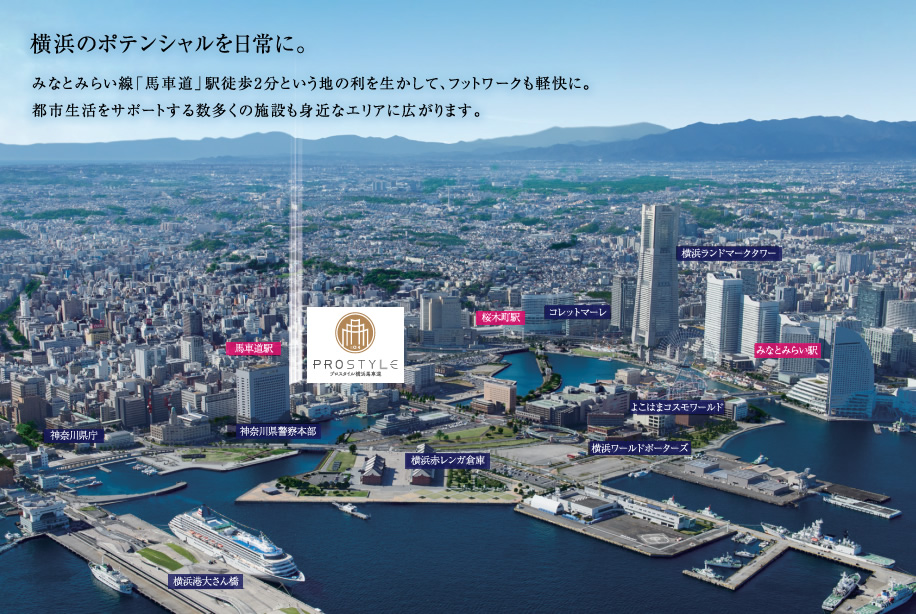 横浜のポテンシャルを日常に。
みなとみらい線「馬車道」駅徒歩2分という地の利を生かして、フットワークも軽快に。
都市生活をサポートする数多くの施設も身近なエリアに広がります。
横浜ランドマークタワー
コレットマーレ
桜木町駅
馬車道駅
PROSTYLE
プロスタイル横浜馬車道
みなとみらい駅
よこはまコスモワールド
神奈川県庁
神奈川県警察本部
横浜ワールドポーターズ
横浜赤レンガ倉庫
横浜港大さん橋